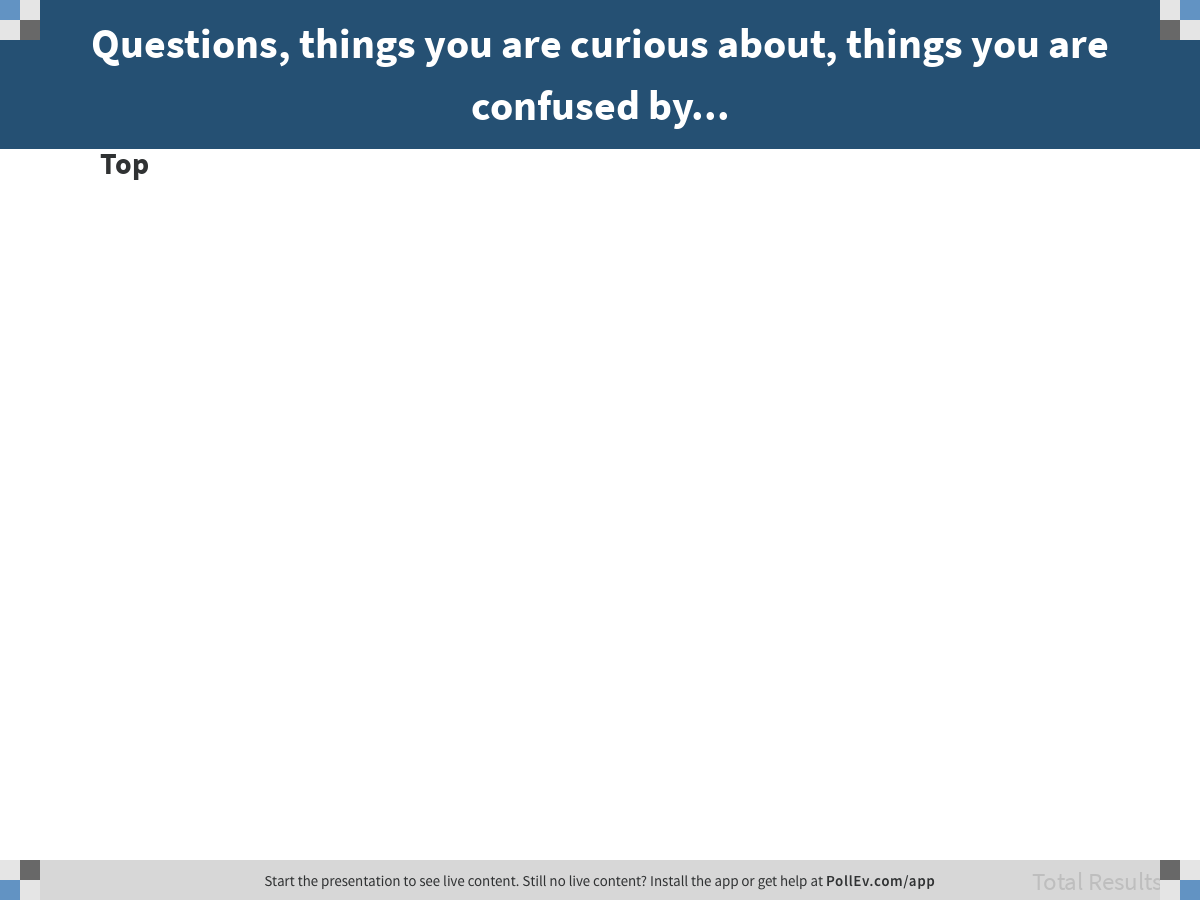 Questions, things you are curious about, things you are
confused by...
Top
Start the presentation to see live content. Still no live content? Install the app or get help at PollEv.com/app
Total Results